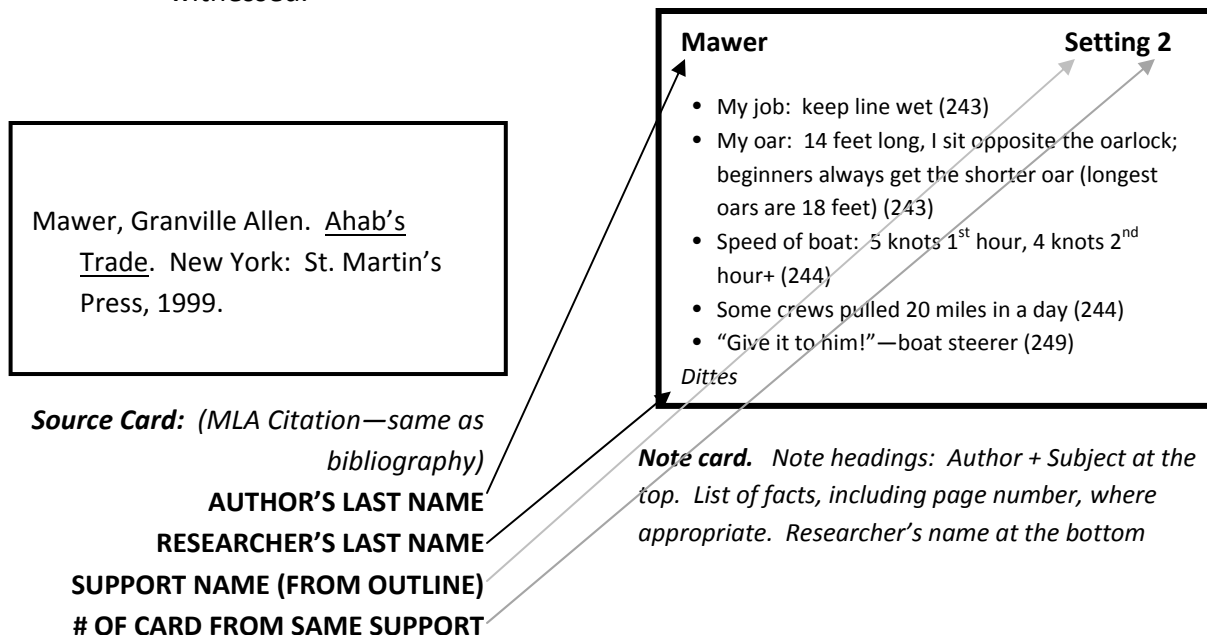 witnessed.
Mawer Setting 2
• My job: keep line wet (243)
• My oar: 14 feet long, I sit opposite the oarlock;
beginners always get the shorter oar (longest
oars are 18 feet) (243)
• Speed of boat: 5 knots 1st hour, 4 knots 2nd
hour+ (244)
• Some crews pulled 20 miles in a day (244)
• “Give it to him!”—boat steerer (249)
Dittes
Mawer, Granville Allen. Ahab’s
Trade. New York: St. Martin’s
Press, 1999.
Source Card: (MLA Citation—same as
bibliography)
AUTHOR’S LAST NAME
RESEARCHER’S LAST NAME
SUPPORT NAME (FROM OUTLINE)
# OF CARD FROM SAME SUPPORT
Note card. Note headings: Author + Subject at the
top. List of facts, including page number, where
appropriate. Researcher’s name at the bottom